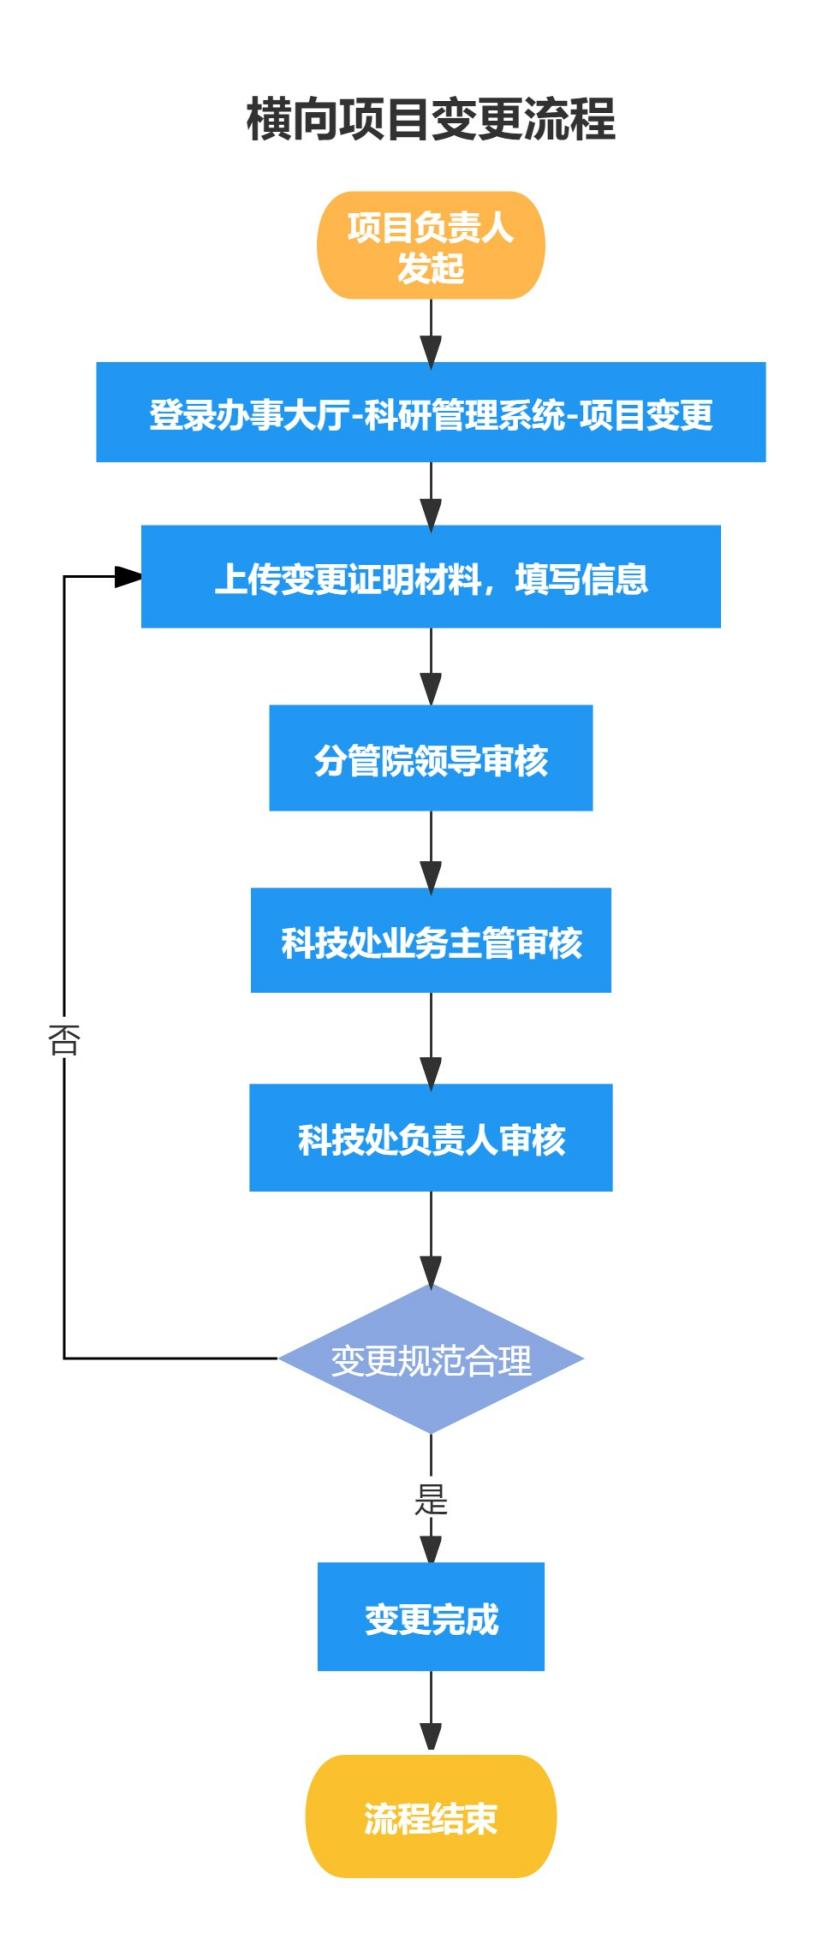 横向项目变更流程
项目负责人
发起
登录办事大厅-科研管理系统-项目变更
上传变更证明材料，填写信息
分管院领导审核
科技处业务主管审核
否
科技处负责人审核
变更规范合理
是
变更完成
流程结束